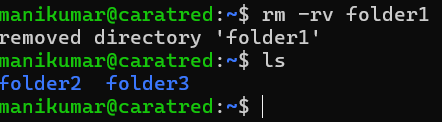 manikumar@caratred:~$ rm -rv folder1
removed directory 'folder1'
manikumar@caratred:~$ ls
folder2  folder3
manikumar@caratred:~$